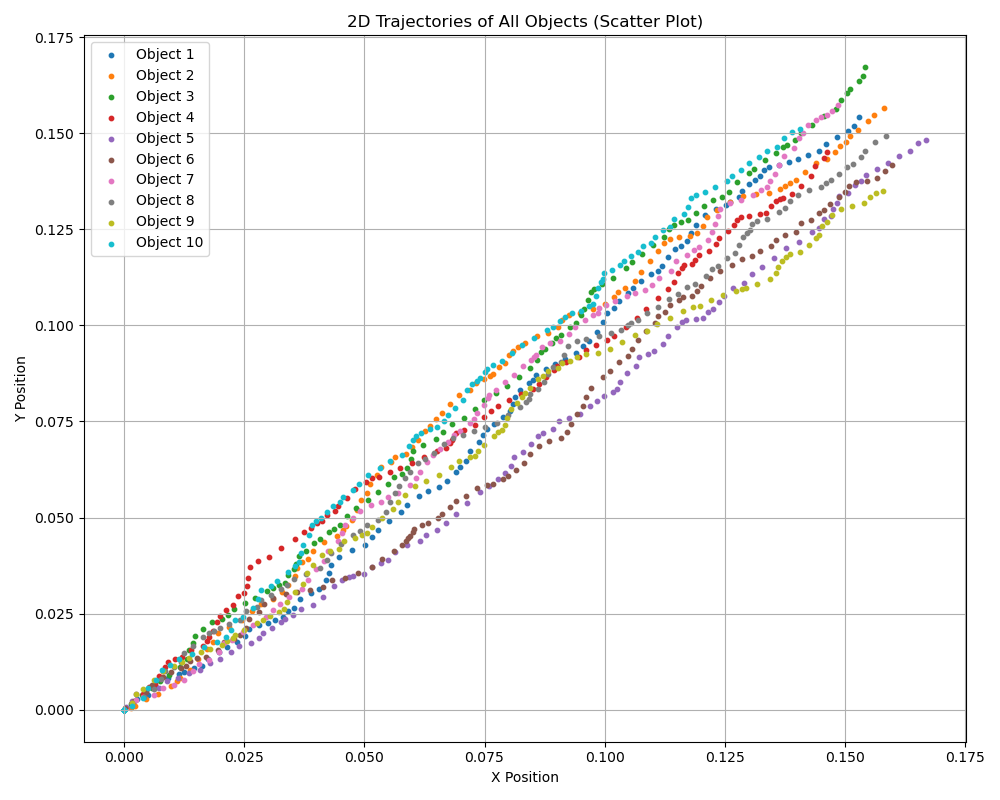 2D Trajectories of All Objects (Scatter Plot)
0.175
0.150
0.125
0.100
0.075
0.050
0.025
0.000
Y Position
Object 1
Object 2
Object 3
Object 4
Object 5
Object 6
Object 7
Object 8
Object 9
Object 10
0.000 0.025 0.050 0.075 0.100 0.125 0.150 0.175
X Position